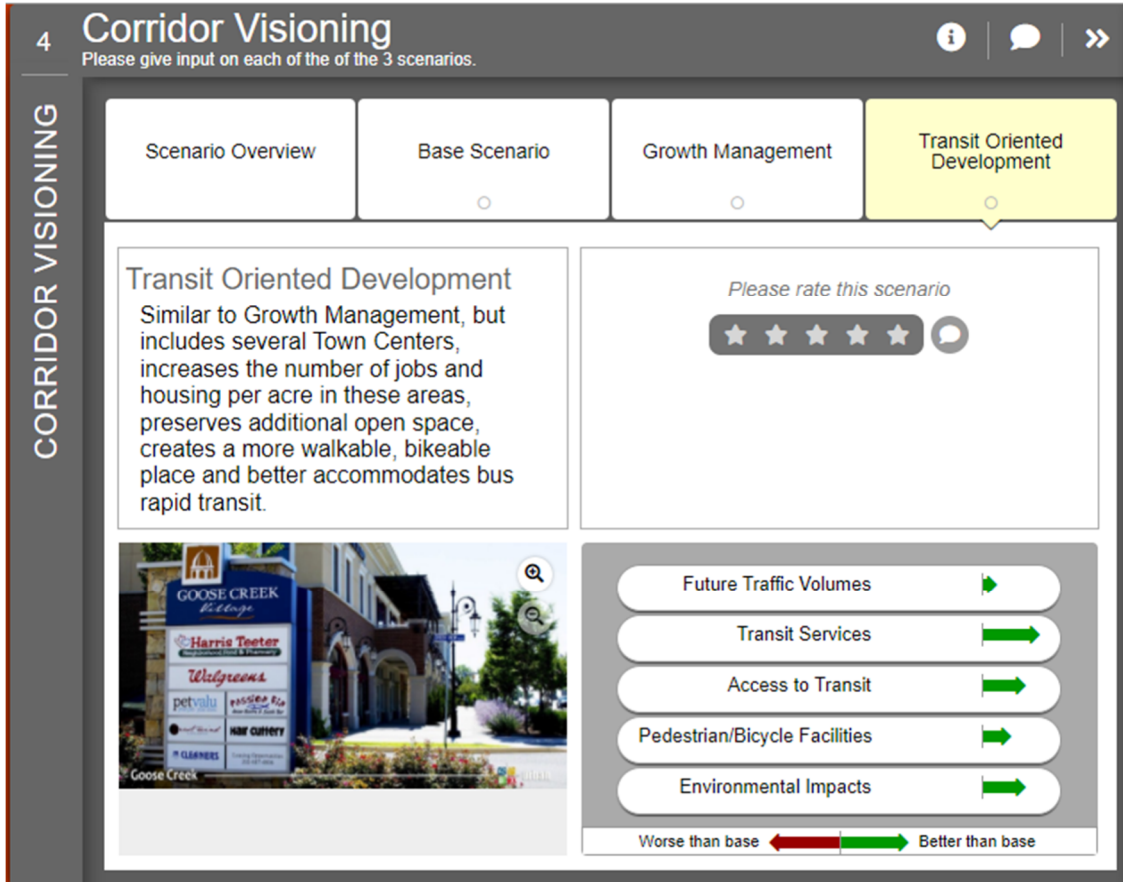 4
Corridor Visioning
Please give input on each of the of the 3 scenarios.
CORRIDOR VISIONING
Scenario Overview
Base Scenario
Growth Management
Transit Oriented
Development
Transit Oriented Development
Similar to Growth Management, but
includes several Town Centers,
increases the number of jobs and
housing per acre in these areas,
preserves additional open space,
creates a more walkable, bikeable
place and better accommodates bus
rapid transit.
Please rate this scenario
GOOSE CREEK
Village
Harris Teeter
Neighborhood Food & Pharmacy
Walgreens
petvalu
HAIR CUTTERY
CLEANERS
Goose Creek
Future Traffic Volumes
Transit Services
Access to Transit
Pedestrian/Bicycle Facilities
Environmental Impacts
Worse than base
Better than base